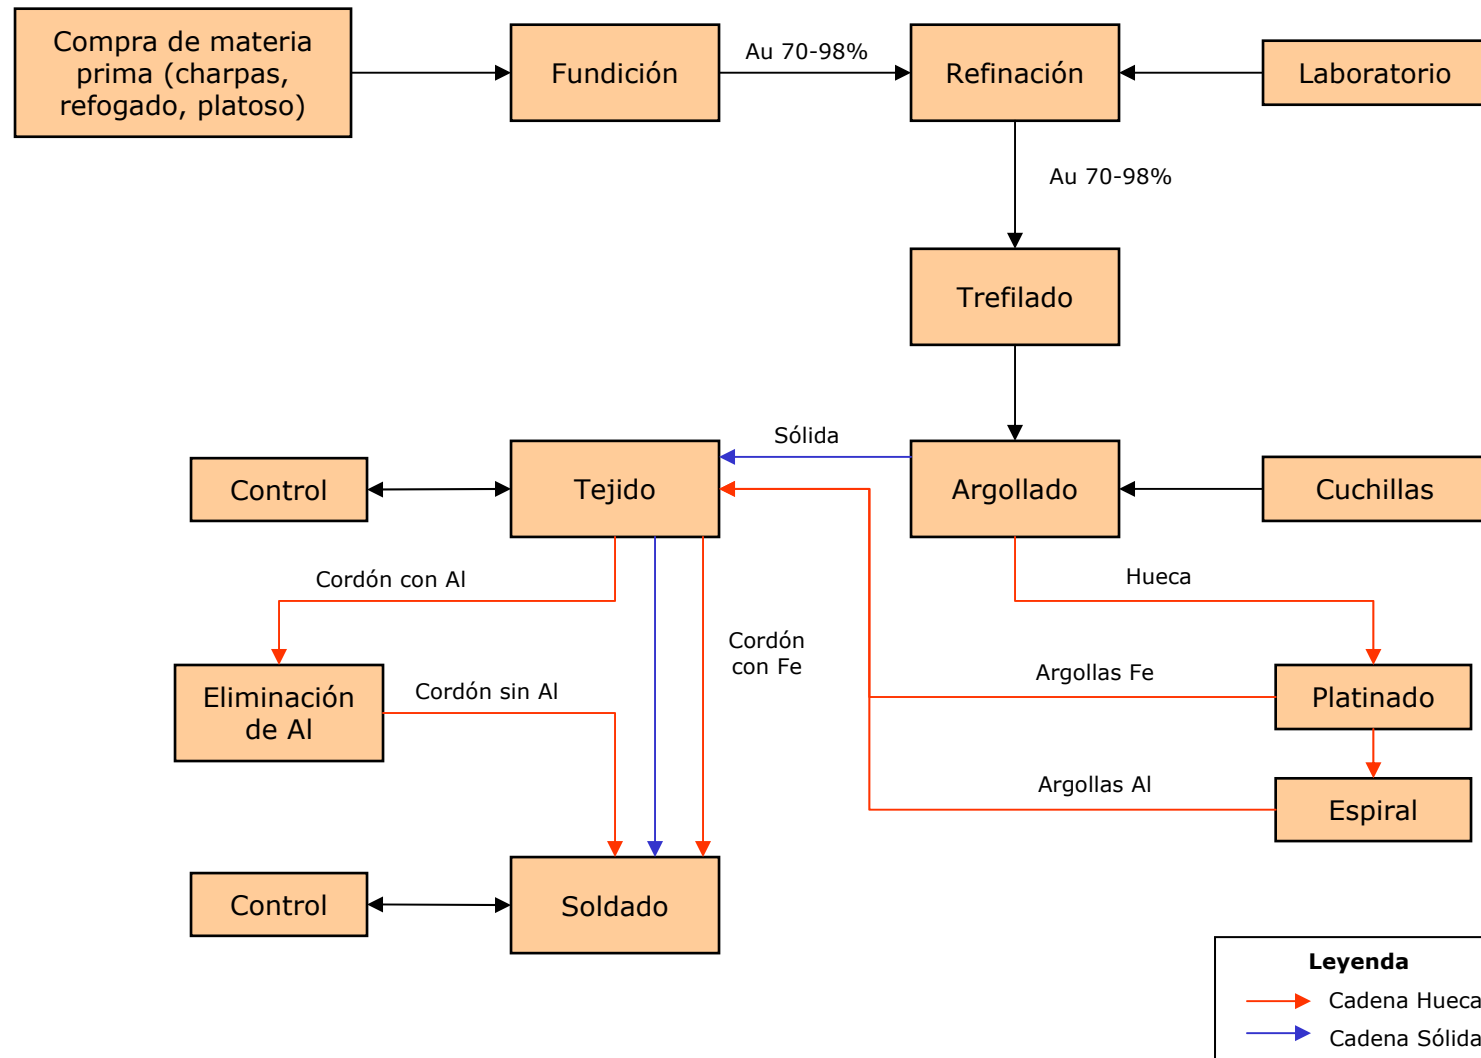 Compra de materia
prima (charpas,
refogado, platoso)
Fundición
Au 70-98%
Refinación
Laboratorio
Au 70-98%
Trefilado
Sólida
Control
Tejido
Argollado
Cuchillas
Cordón con Al
Hueca
Cordón
con Fe
Argollas Fe
Platinado
Eliminación
de Al
Cordón sin Al
Argollas Al
Espiral
Control
Soldado
Leyenda
Cadena Hueca
Cadena Sólida